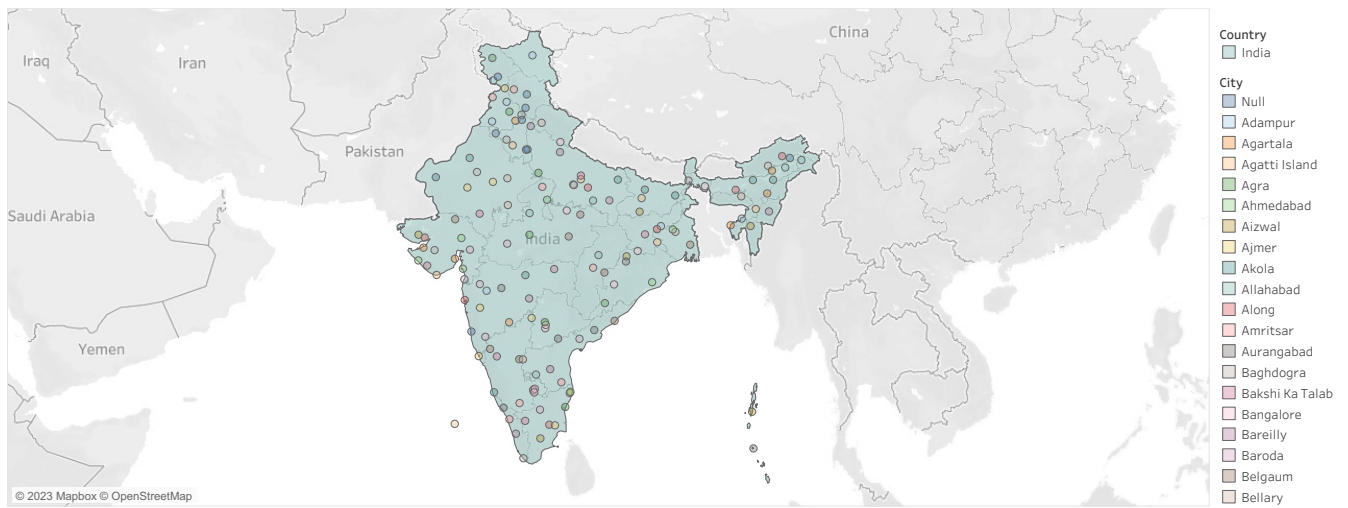 China
Iraq
Iran
Pakistan
Saudi Arabia
India
Yemen
© 2023 Mapbox © OpenStreetMap
Country
India
City
Null
Adampur
Agartala
Agatti Island
Agra
Ahmedabad
Aizwal
Ajmer
Akola
Allahabad
Along
Amritsar
Aurangabad
Baghdogra
Bakshi Ka Talab
Bangalore
Bareilly
Baroda
Belgaum
Bellary